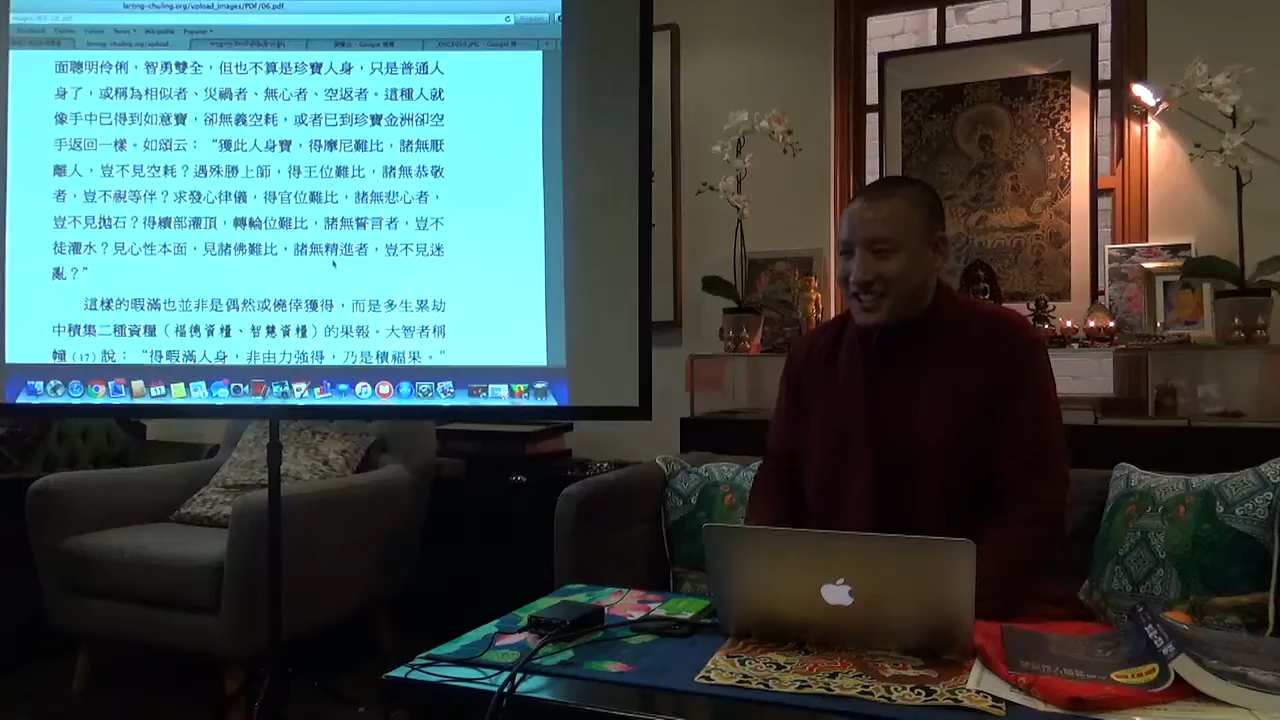 larong-chuling.org/upload_images/PDF/06.pdf
面聰明伶俐，智勇雙全，但也不算是珍寶人身，只是普通人
身了，或稱為相似者、災禍者、無心者、空返者。這種人就
像手中已得到如意寶，卻無義空耗，或者已到珍寶金洲卻空
手返回一樣。如頌云：“獲此人身寶，得摩尼難比，諸無厭
離人，豈不見空耗？遇殊勝上師，得王位難比，諸無恭敬
者，豈不視等伴？求發心律儀，得官位難比，諸無悲心者，
豈不見拋石？得續部灌頂，轉輪位難比，諸無誓言者，豈不
徒灌水？見心性本面，見諸佛難比，諸無精進者，豈不見迷
亂？”
這樣的暇滿也並非是偶然或僥倖獲得，而是多生累劫
中積集二種資糧（福德資糧、智慧資糧）的果報。大智者稱
幢(17)說：“得暇滿人身，非由力強得，乃是積福果。”